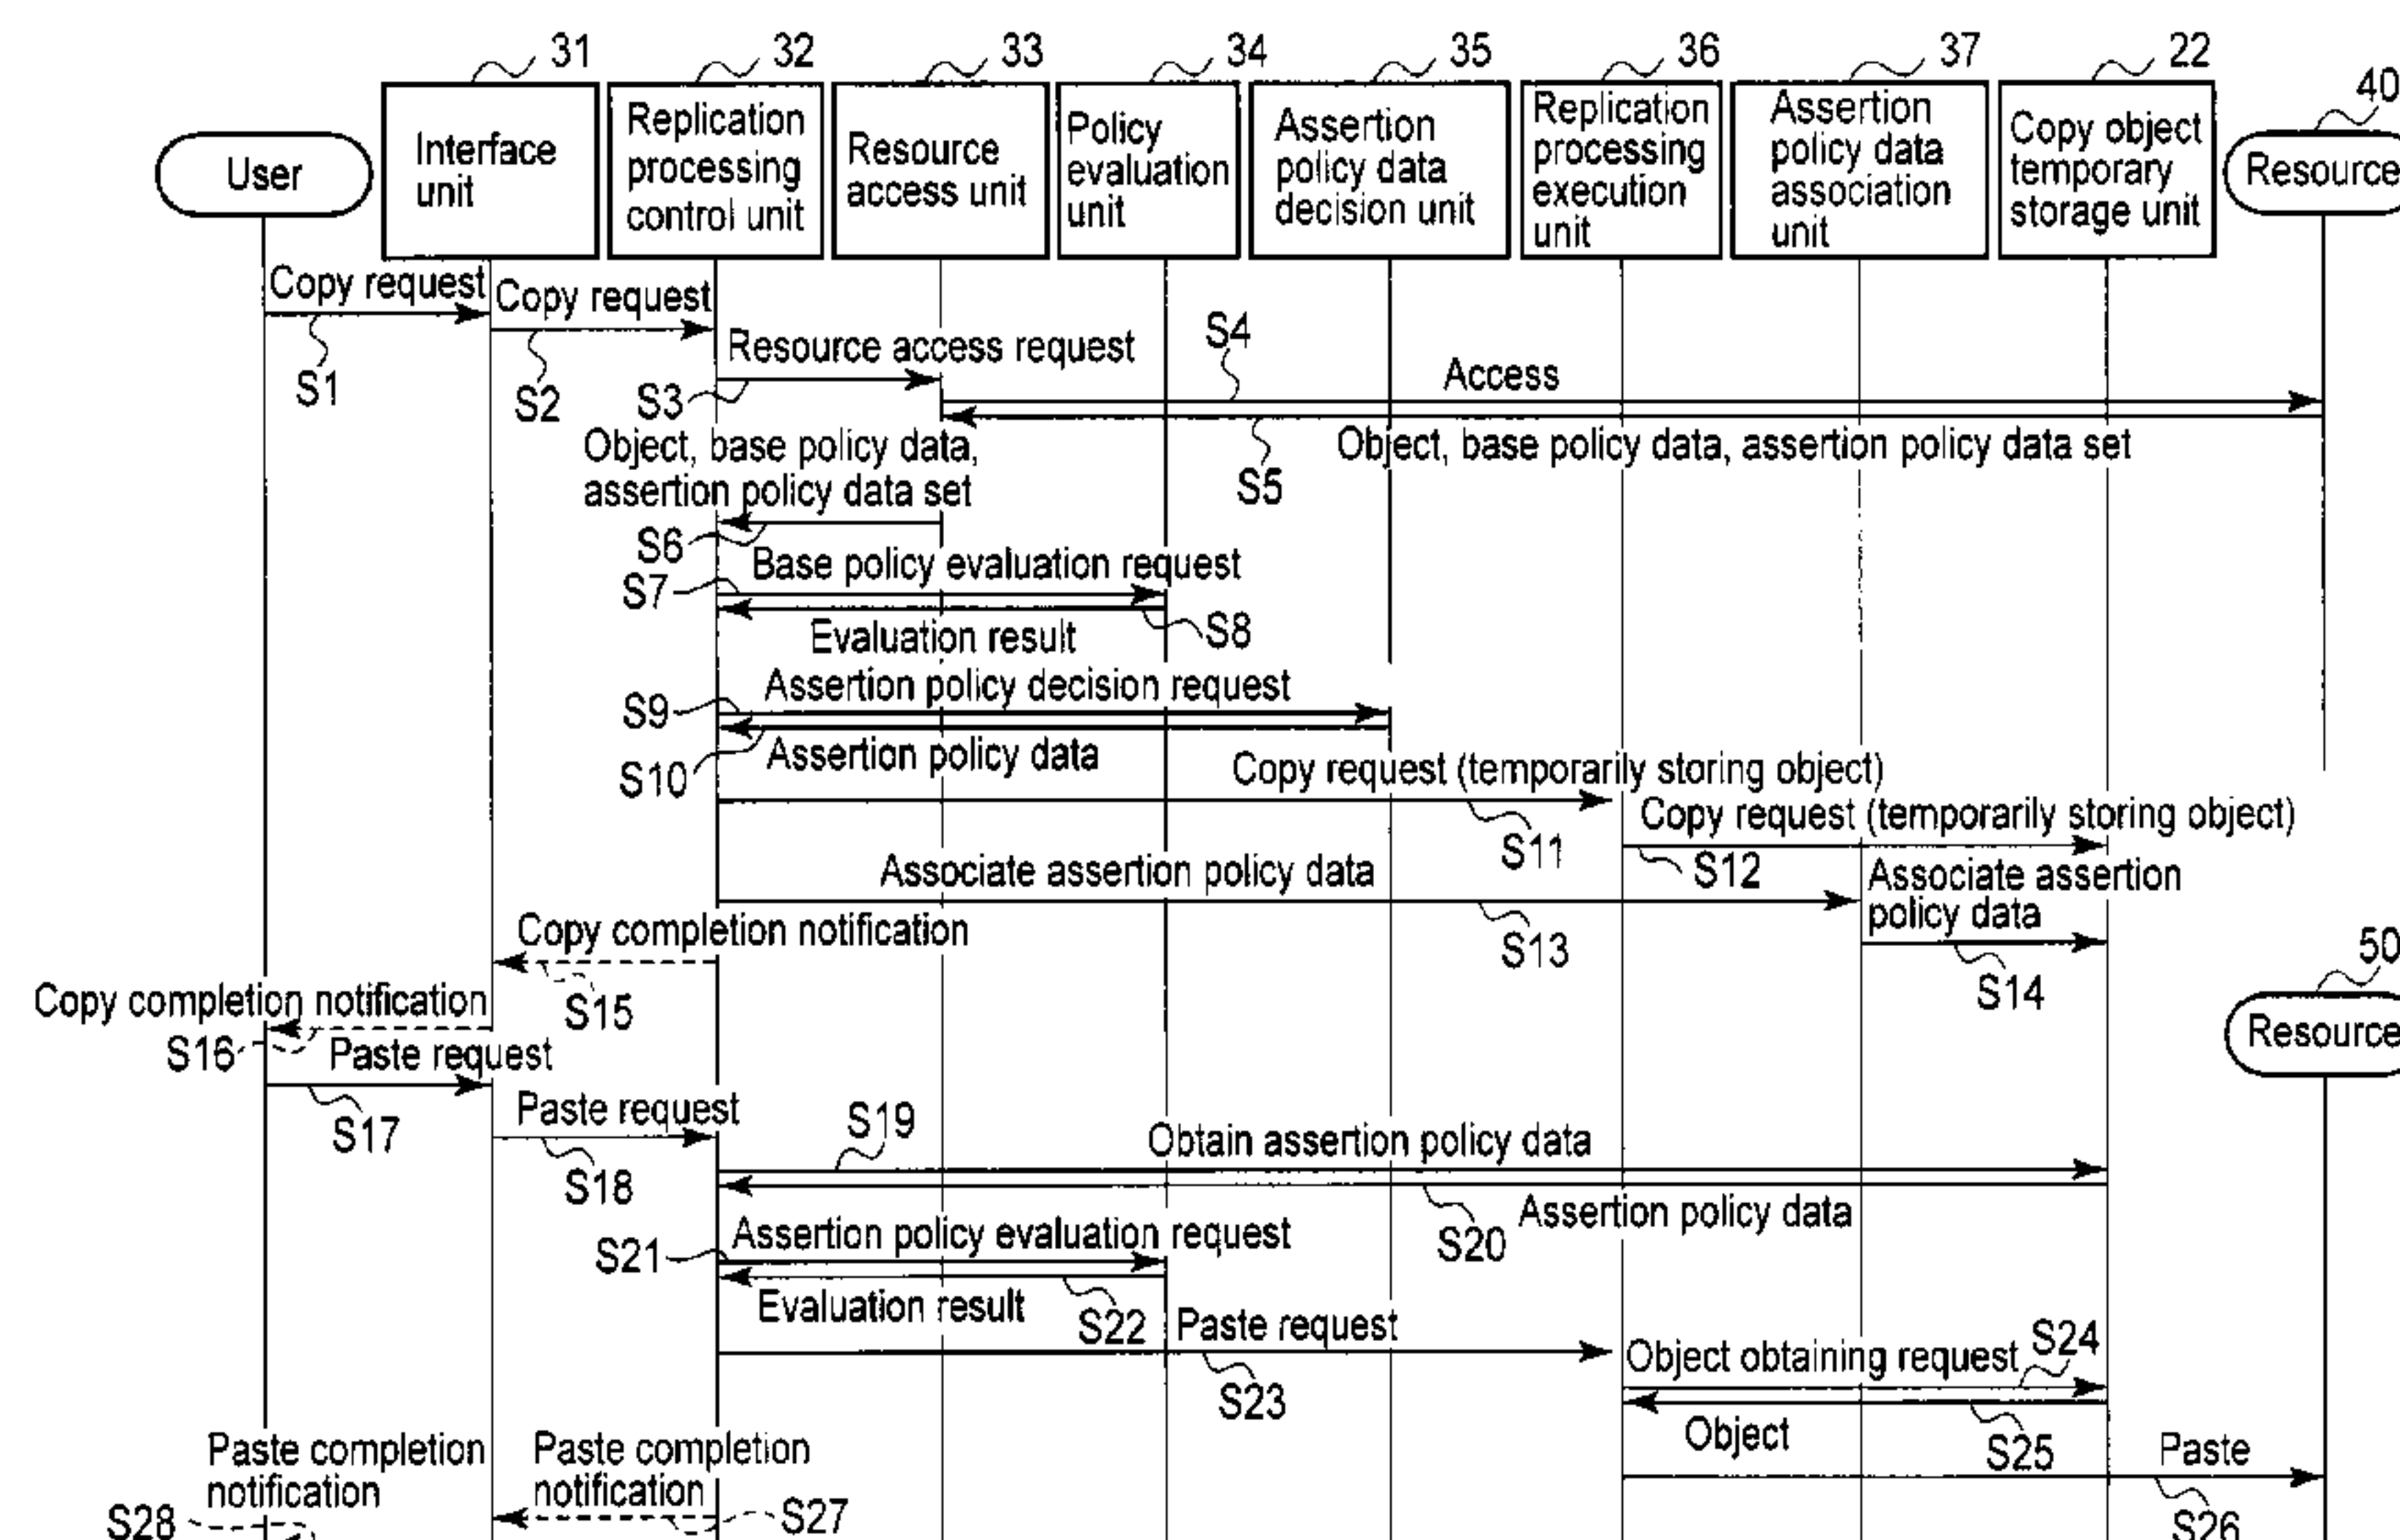 31
32
33
34
35
36
37
22
40
User
Interface
unit
Replication
processing
control unit
Resource
access unit
Policy
evaluation
unit
Assertion
policy data
decision unit
Replication
processing
execution
unit
Assertion
policy data
association
unit
Copy object
temporary
storage unit
Resource
Copy request
S1
Copy request
S2
Resource access request
S3
S4
Access
Object, base policy data, assertion policy data set
S5
Object, base policy data,
assertion policy data set
S6
Base policy evaluation request
S7
Evaluation result
S8
Assertion policy decision request
S9
Assertion policy data
S10
Copy request (temporarily storing object)
S11
Copy request (temporarily storing object)
S12
Associate assertion policy data
S13
Associate assertion
policy data
S14
Copy completion notification
S15
Copy completion notification
S16
50
Resource
Paste request
S17
Paste request
S18
S19
Obtain assertion policy data
Assertion policy data
S20
Assertion policy evaluation request
S21
Evaluation result
S22
Paste request
S23
Object obtaining request
S24
Object
S25
Paste
S26
Paste completion
notification
S27
Paste completion
notification
S28